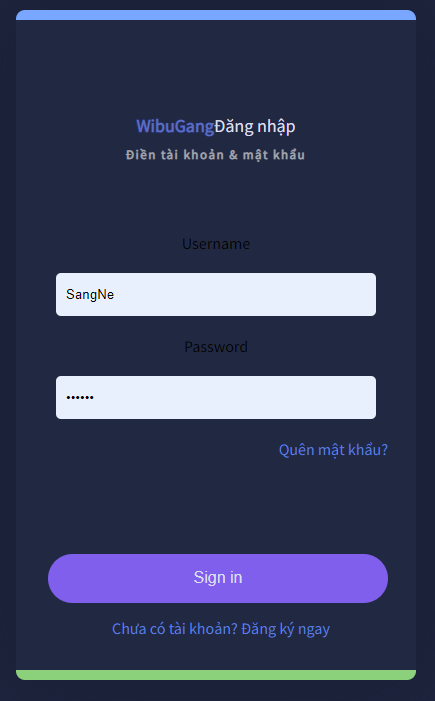 WibuGangĐăng nhập
Điền tài khoản & mật khẩu
Username
SangNe
Password
••••••
Quên mật khẩu?
Sign in
Chưa có tài khoản? Đăng ký ngay